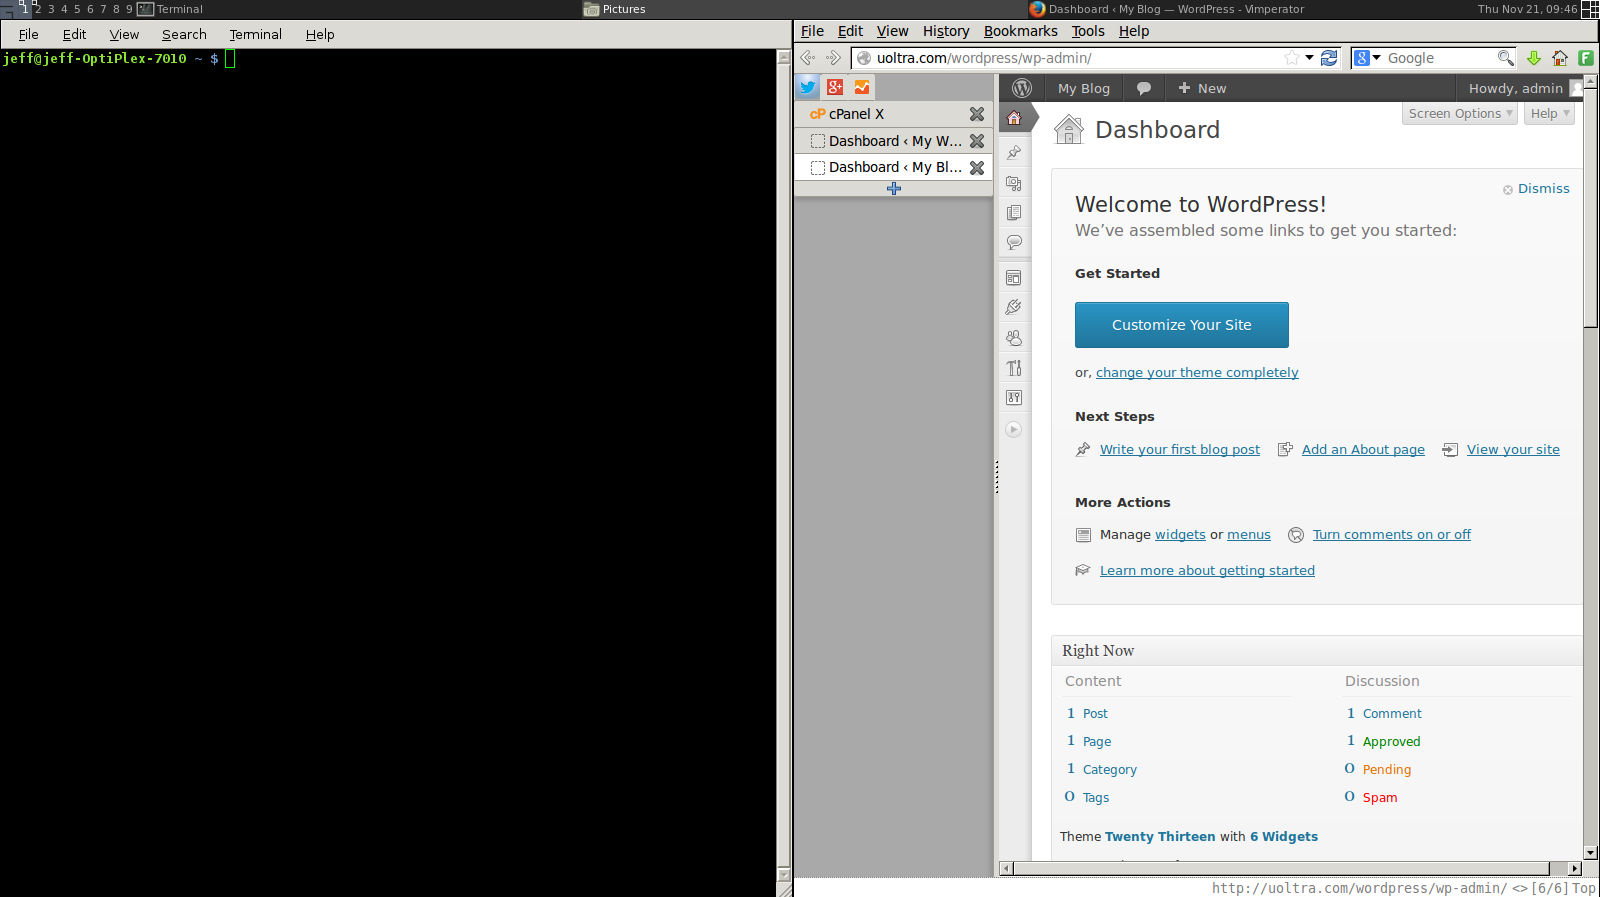 1 2 3 4 5 6 7 8 9 Terminal Pictures Dashboard ‹ My Blog — WordPress - Vimperator Thu Nov 21, 09:46
File Edit View Search Terminal Help
jeff@jeff-OptiPlex-7010 ~ $
File Edit View History Bookmarks Tools Help
uoltra.com/wordpress/wp-admin/ Google
cPanel X
Dashboard ‹ My W...
Dashboard ‹ My Bl...
My Blog + New Howdy, admin
Screen Options Help
Dashboard
Dismiss
Welcome to WordPress!
We've assembled some links to get you started:
Get Started
Customize Your Site
or, change your theme completely
Next Steps
Write your first blog post Add an About page View your site
More Actions
Manage widgets or menus Turn comments on or off
Learn more about getting started
Right Now
Content Discussion
1 Post 1 Comment
1 Page 1 Approved
1 Category 0 Pending
0 Tags 0 Spam
Theme Twenty Thirteen with 6 Widgets
http://uoltra.com/wordpress/wp-admin/ <> [6/6] Top